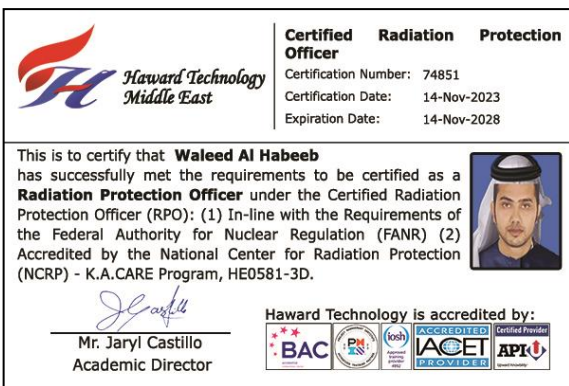 Haward Technology
Middle East
Certified Radiation Protection
Officer
Certification Number: 74851
Certification Date: 14-Nov-2023
Expiration Date: 14-Nov-2028
This is to certify that Waleed Al Habeeb
has successfully met the requirements to be certified as a
Radiation Protection Officer under the Certified Radiation
Protection Officer (RPO): (1) In-line with the Requirements of
the Federal Authority for Nuclear Regulation (FANR) (2)
Accredited by the National Center for Radiation Protection
(NCRP) - K.A.CARE Program, HE0581-3D.
Mr. Jaryl Castillo
Academic Director
Haward Technology is accredited by:
BAC
iosh
Approved
training
provider
ACCREDITED
IACET
PROVIDER
Certified Provider
API